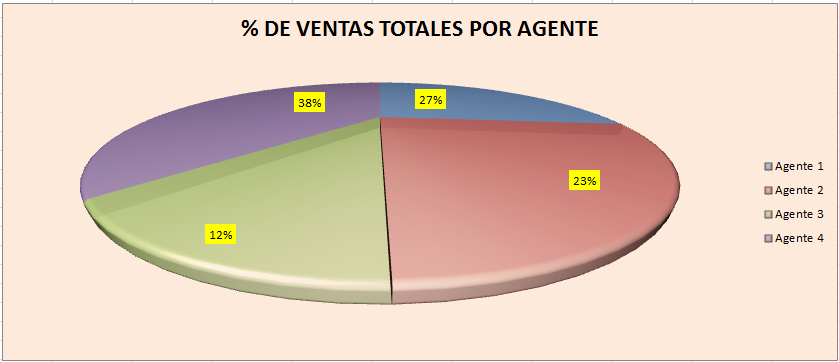 % DE VENTAS TOTALES POR AGENTE
38%
27%
23%
12%
Agente 1
Agente 2
Agente 3
Agente 4